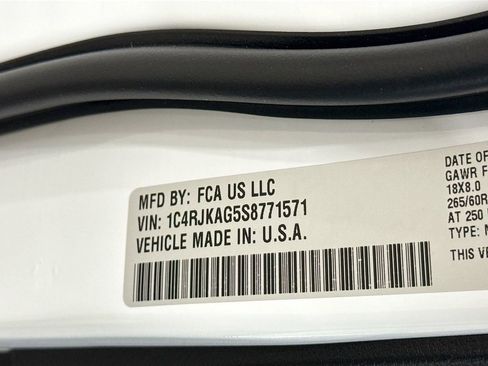 MFD BY: FCA US LLC
VIN: 1C4RJKAG5S8771571
VEHICLE MADE IN: U.S.A.
DATE OF
GAWR F
18X8.0
265/60R
AT 250
TYPE:
THIS VE